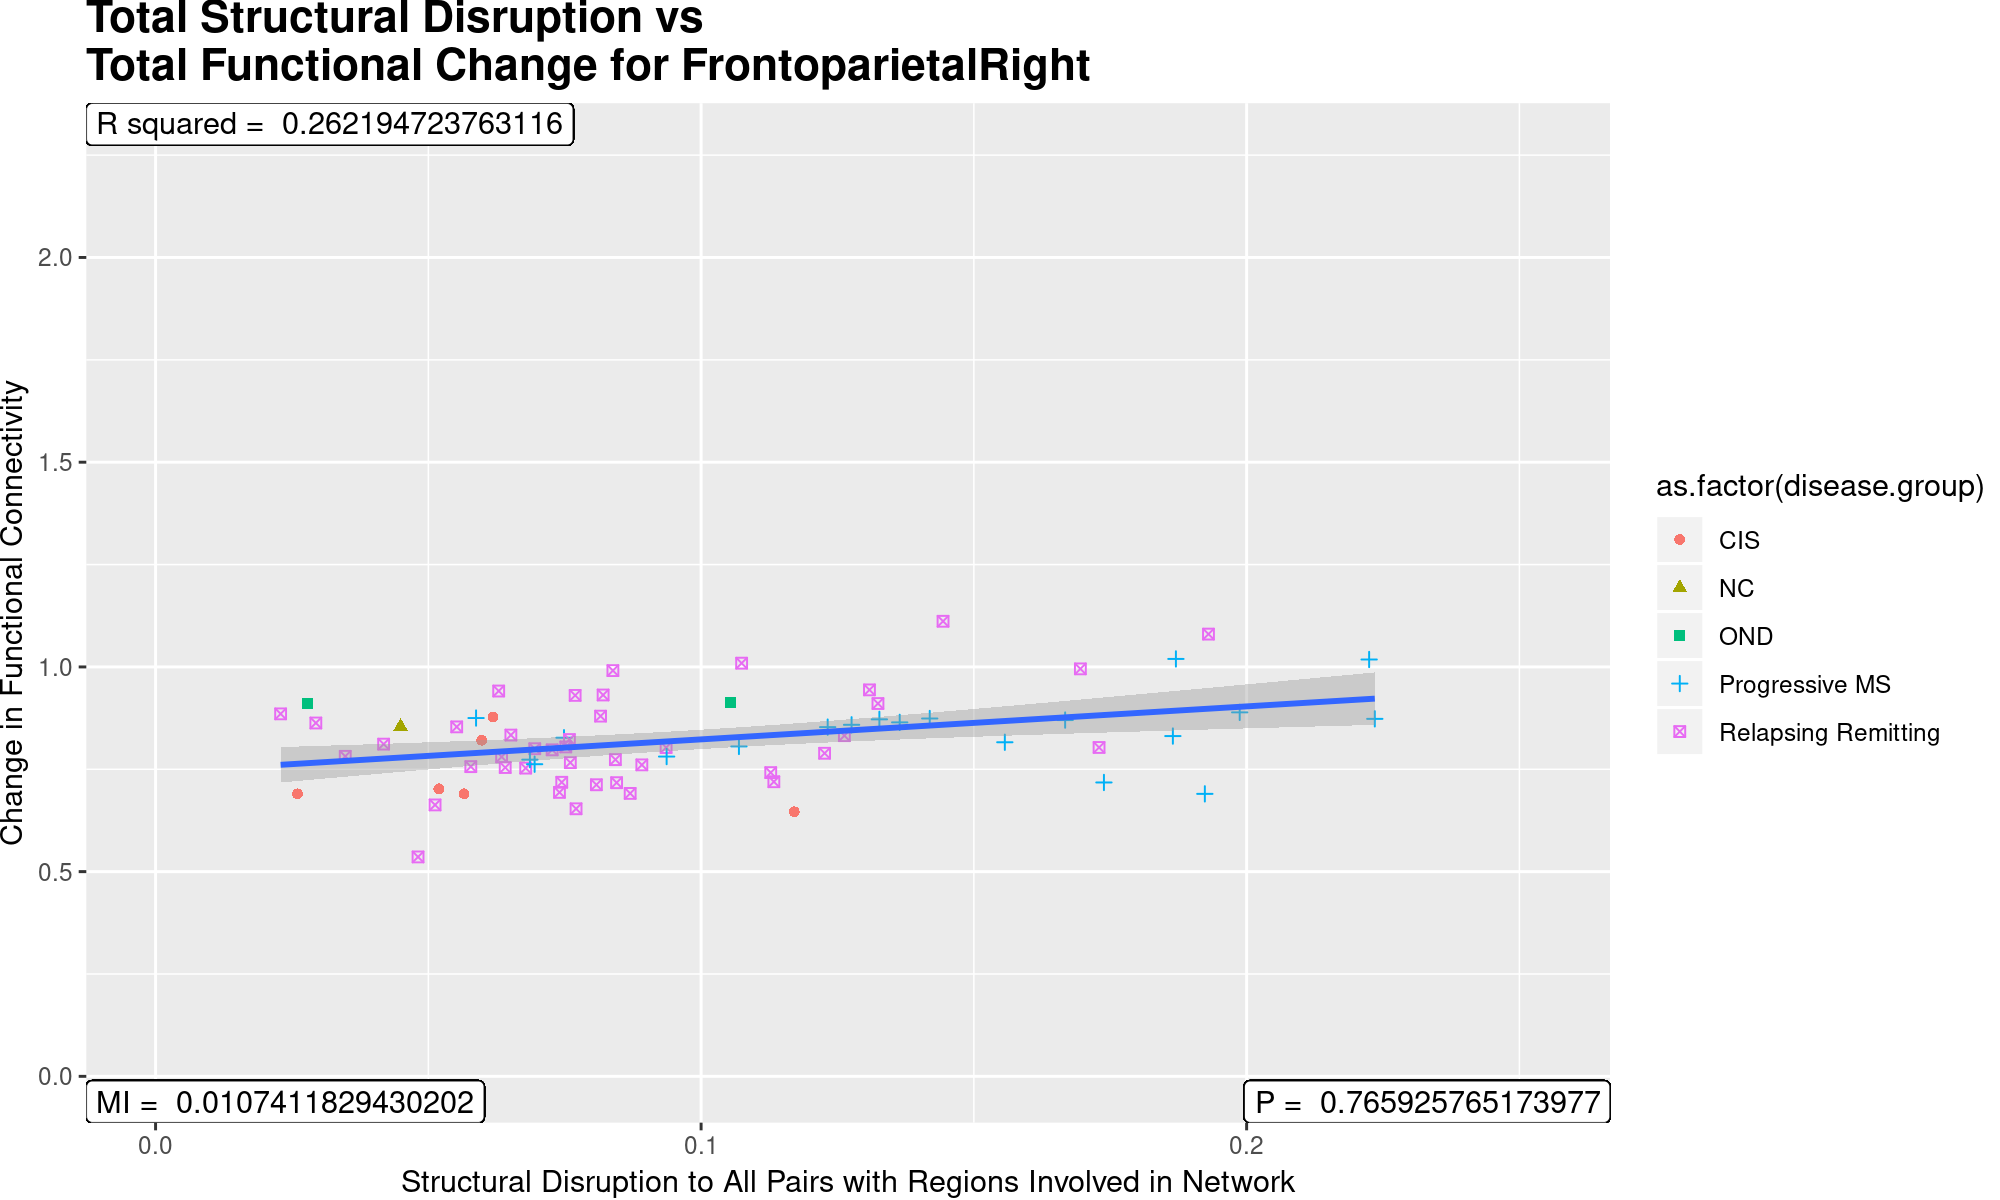 Total Structural Disruption vs
Total Functional Change for FrontoparietalRight
R squared =  0.262194723763116
2.0
1.5
1.0
0.5
0.0
Change in Functional Connectivity
MI =  0.0107411829430202
P =  0.765925765173977
0.0
0.1
0.2
Structural Disruption to All Pairs with Regions Involved in Network
as.factor(disease.group)
CIS
NC
OND
Progressive MS
Relapsing Remitting